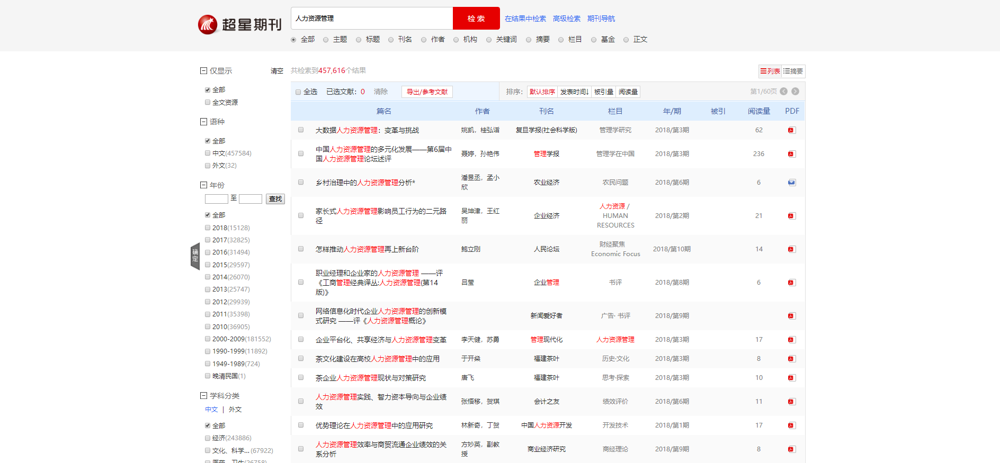 超星期刊
人力资源管理
检 索
在结果中检索 高级检索 期刊导航
全部 主题 标题 刊名 作者 机构 关键词 摘要 栏目 基金 正文
仅显示 清空
全部
全文资源
语种
全部
中文(457584)
外文(32)
年份
至 查找
全部
2018(15128)
2017(32825)
2016(31494)
2015(29597)
2014(26070)
2013(25747)
2012(29939)
2011(35398)
2010(36905)
2000-2009(181552)
1990-1999(11892)
1949-1989(724)
晚清民国(1)
学科分类
中文 | 外文
全部
经济(243886)
文化、科学...(67922)
医药、卫生(26758)
确定
共检索到457,616个结果
列表 摘要
全选 已选文献：0 清除 导出/参考文献 排序： 默认排序 发表时间↓ 被引量 阅读量 第1/60页
篇名 作者 刊名 栏目 年/期 被引 阅读量 PDF
大数据人力资源管理：变革与挑战 姚凯，桂弘诣 复旦学报(社会科学版) 管理学研究 2018/第3期 62
中国人力资源管理的多元化发展——第6届中
国人力资源管理论坛述评 聂婷，孙艳伟 管理学报 管理学在中国 2018/第3期 236
乡村治理中的人力资源管理分析* 潘昱丞，孟小
欣 农业经济 农民问题 2018/第6期 6
家长式人力资源管理影响员工行为的二元路
径 吴坤津，王红
丽 企业经济 人力资源 /
HUMAN
RESOURCES 2018/第2期 21
怎样推动人力资源管理再上新台阶 鲍立刚 人民论坛 财经聚焦
Economic Focus 2018/第10期 14
职业经理和企业家的人力资源管理 ——评
《工商管理经典译丛:人力资源管理(第14
版)》 吕莹 企业管理 书评 2018/第8期 6
网络信息化时代企业人力资源管理的创新模
式研究 ——评《人力资源管理概论》 新闻爱好者 广告· 书评 2018/第9期
企业平台化、共享经济与人力资源管理变革 李天健，苏勇 管理现代化 人力资源管理 2018/第3期 17
茶文化建设在高校人力资源管理中的应用 于开燊 福建茶叶 历史·文化 2018/第3期 8
茶企业人力资源管理现状与对策研究 唐飞 福建茶叶 思考·探索 2018/第3期 10
人力资源管理实践、智力资本导向与企业绩
效 张悟移，贺琪 会计之友 绩效评价 2018/第6期 11
优势理论在人力资源管理中的应用研究 林新奇，丁贺 中国人力资源开发 开发技术 2018/第1期 17
人力资源管理效率与商贸流通企业绩效的关
系分析 方妙英，副教
授 商业经济研究 商经理论 2018/第9期 8